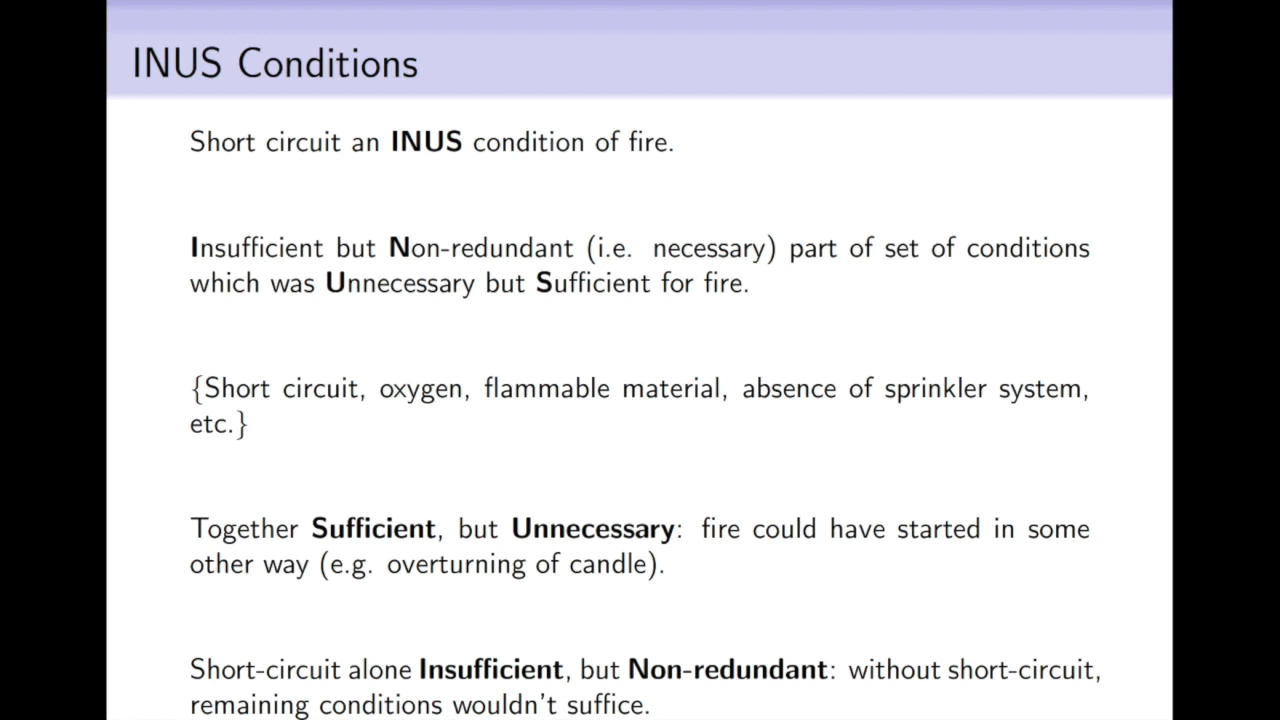 INUS Conditions
Short circuit an INUS condition of fire.
Insufficient but Non-redundant (i.e. necessary) part of set of conditions
which was Unnecessary but Sufficient for fire.
{Short circuit, oxygen, flammable material, absence of sprinkler system,
etc.}
Together Sufficient, but Unnecessary: fire could have started in some
other way (e.g. overturning of candle).
Short-circuit alone Insufficient, but Non-redundant: without short-circuit,
remaining conditions wouldn't suffice.